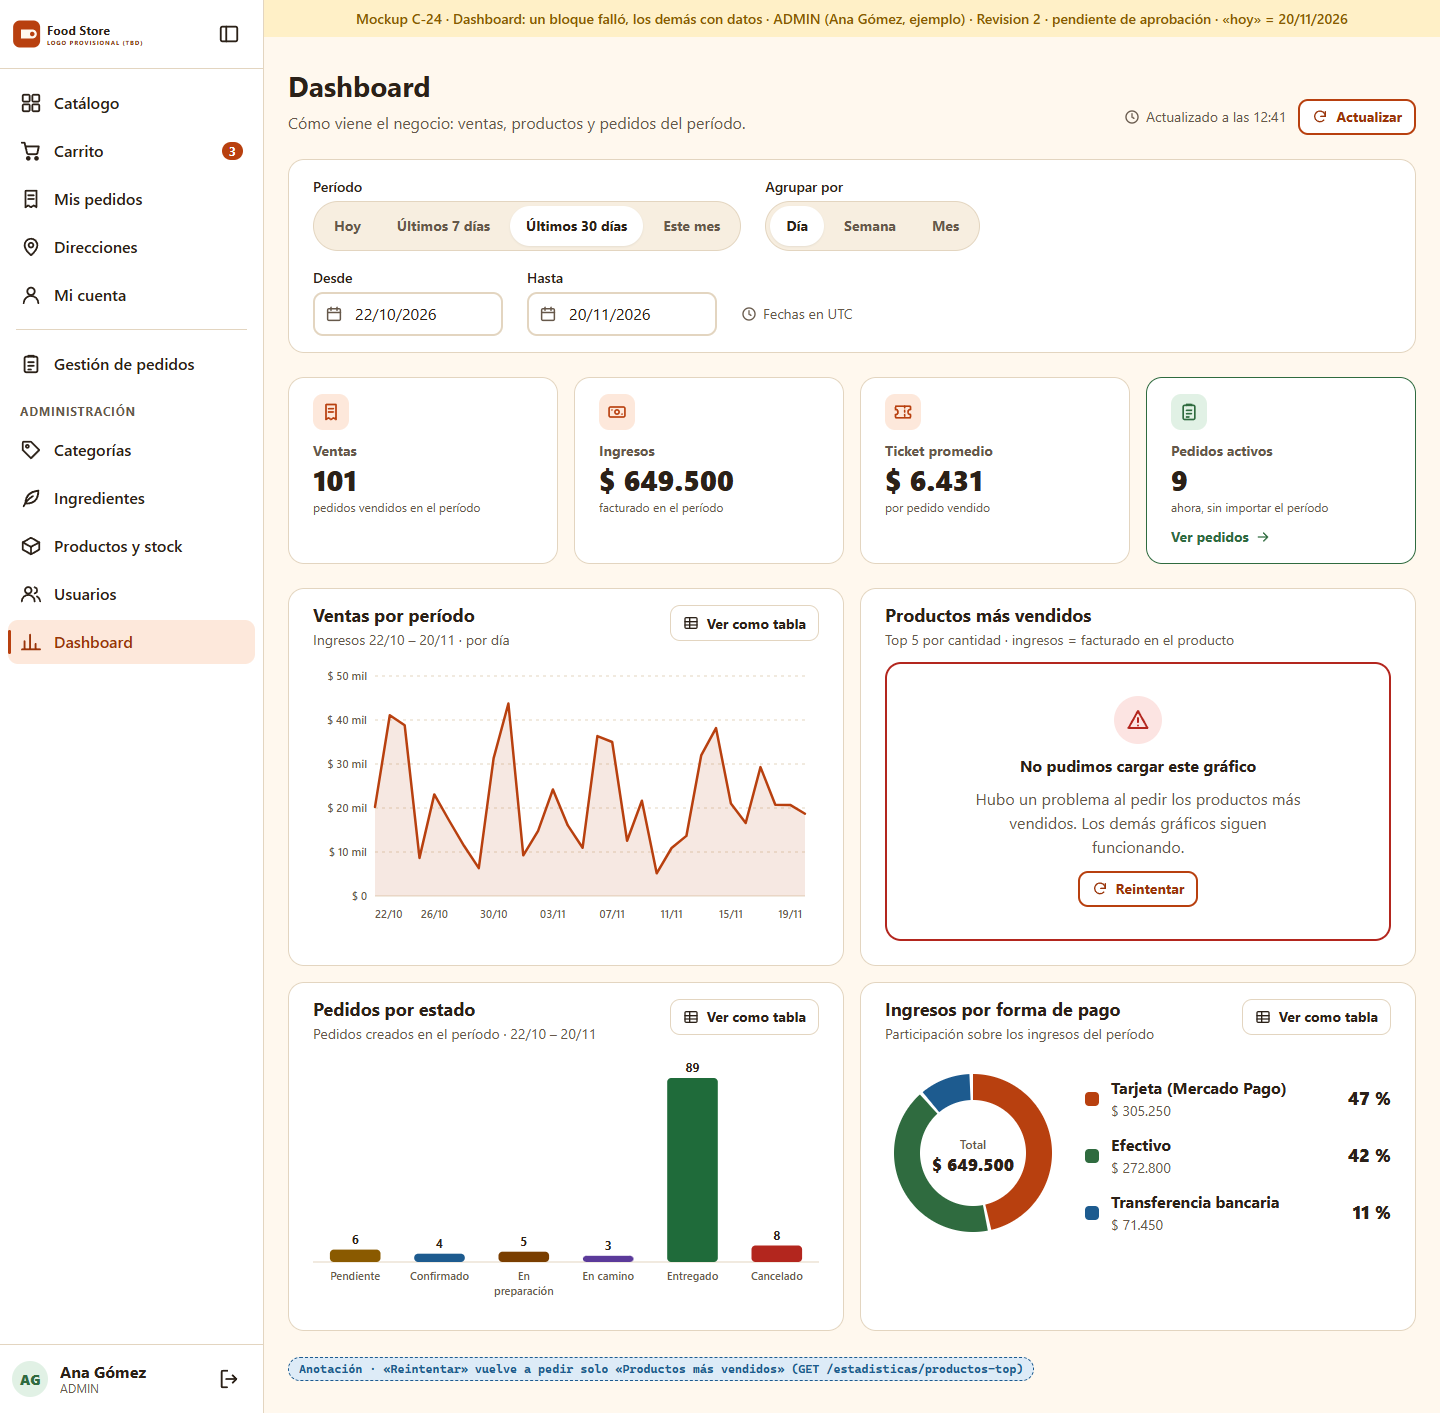 Mockup C-24 · Dashboard: un bloque falló, los demás con datos · ADMIN (Ana Gómez, ejemplo) · Revision 2 · pendiente de aprobación · «hoy» = 20/11/2026
Food Store
LOGO PROVISIONAL (TBD)
Catálogo
Carrito
3
Mis pedidos
Direcciones
Mi cuenta
Gestión de pedidos
ADMINISTRACIÓN
Categorías
Ingredientes
Productos y stock
Usuarios
Dashboard
AG
Ana Gómez
ADMIN
Dashboard
Cómo viene el negocio: ventas, productos y pedidos del período.
Actualizado a las 12:41
Actualizar
Período
Hoy
Últimos 7 días
Últimos 30 días
Este mes
Agrupar por
Día
Semana
Mes
Desde
22/10/2026
Hasta
20/11/2026
Fechas en UTC
Ventas
101
pedidos vendidos en el período
Ingresos
$ 649.500
facturado en el período
Ticket promedio
$ 6.431
por pedido vendido
Pedidos activos
9
ahora, sin importar el período
Ver pedidos →
Ventas por período
Ingresos 22/10 – 20/11 · por día
Ver como tabla
$ 50 mil
$ 40 mil
$ 30 mil
$ 20 mil
$ 10 mil
$ 0
22/10 26/10 30/10 03/11 07/11 11/11 15/11 19/11
Productos más vendidos
Top 5 por cantidad · ingresos = facturado en el producto
No pudimos cargar este gráfico
Hubo un problema al pedir los productos más
vendidos. Los demás gráficos siguen
funcionando.
Reintentar
Pedidos por estado
Pedidos creados en el período · 22/10 – 20/11
Ver como tabla
6
4
5
3
89
8
Pendiente
Confirmado
En
preparación
En camino
Entregado
Cancelado
Ingresos por forma de pago
Participación sobre los ingresos del período
Ver como tabla
Total
$ 649.500
Tarjeta (Mercado Pago)
$ 305.250
47 %
Efectivo
$ 272.800
42 %
Transferencia bancaria
$ 71.450
11 %
Anotación · «Reintentar» vuelve a pedir solo «Productos más vendidos» (GET /estadisticas/productos-top)